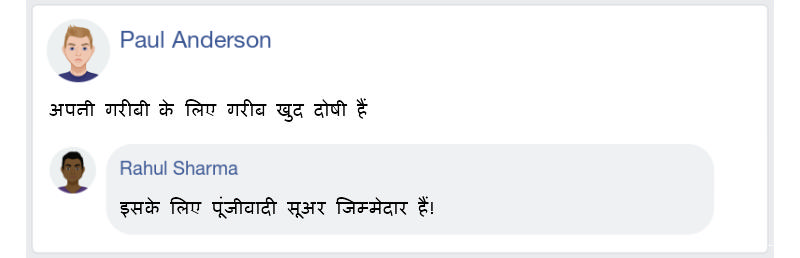 Paul Anderson
अपनी गरीबी के लिए गरीब खुद दोषी हैं
Rahul Sharma
इसके लिए पूंजीवादी सूअर जिम्मेदार हैं!